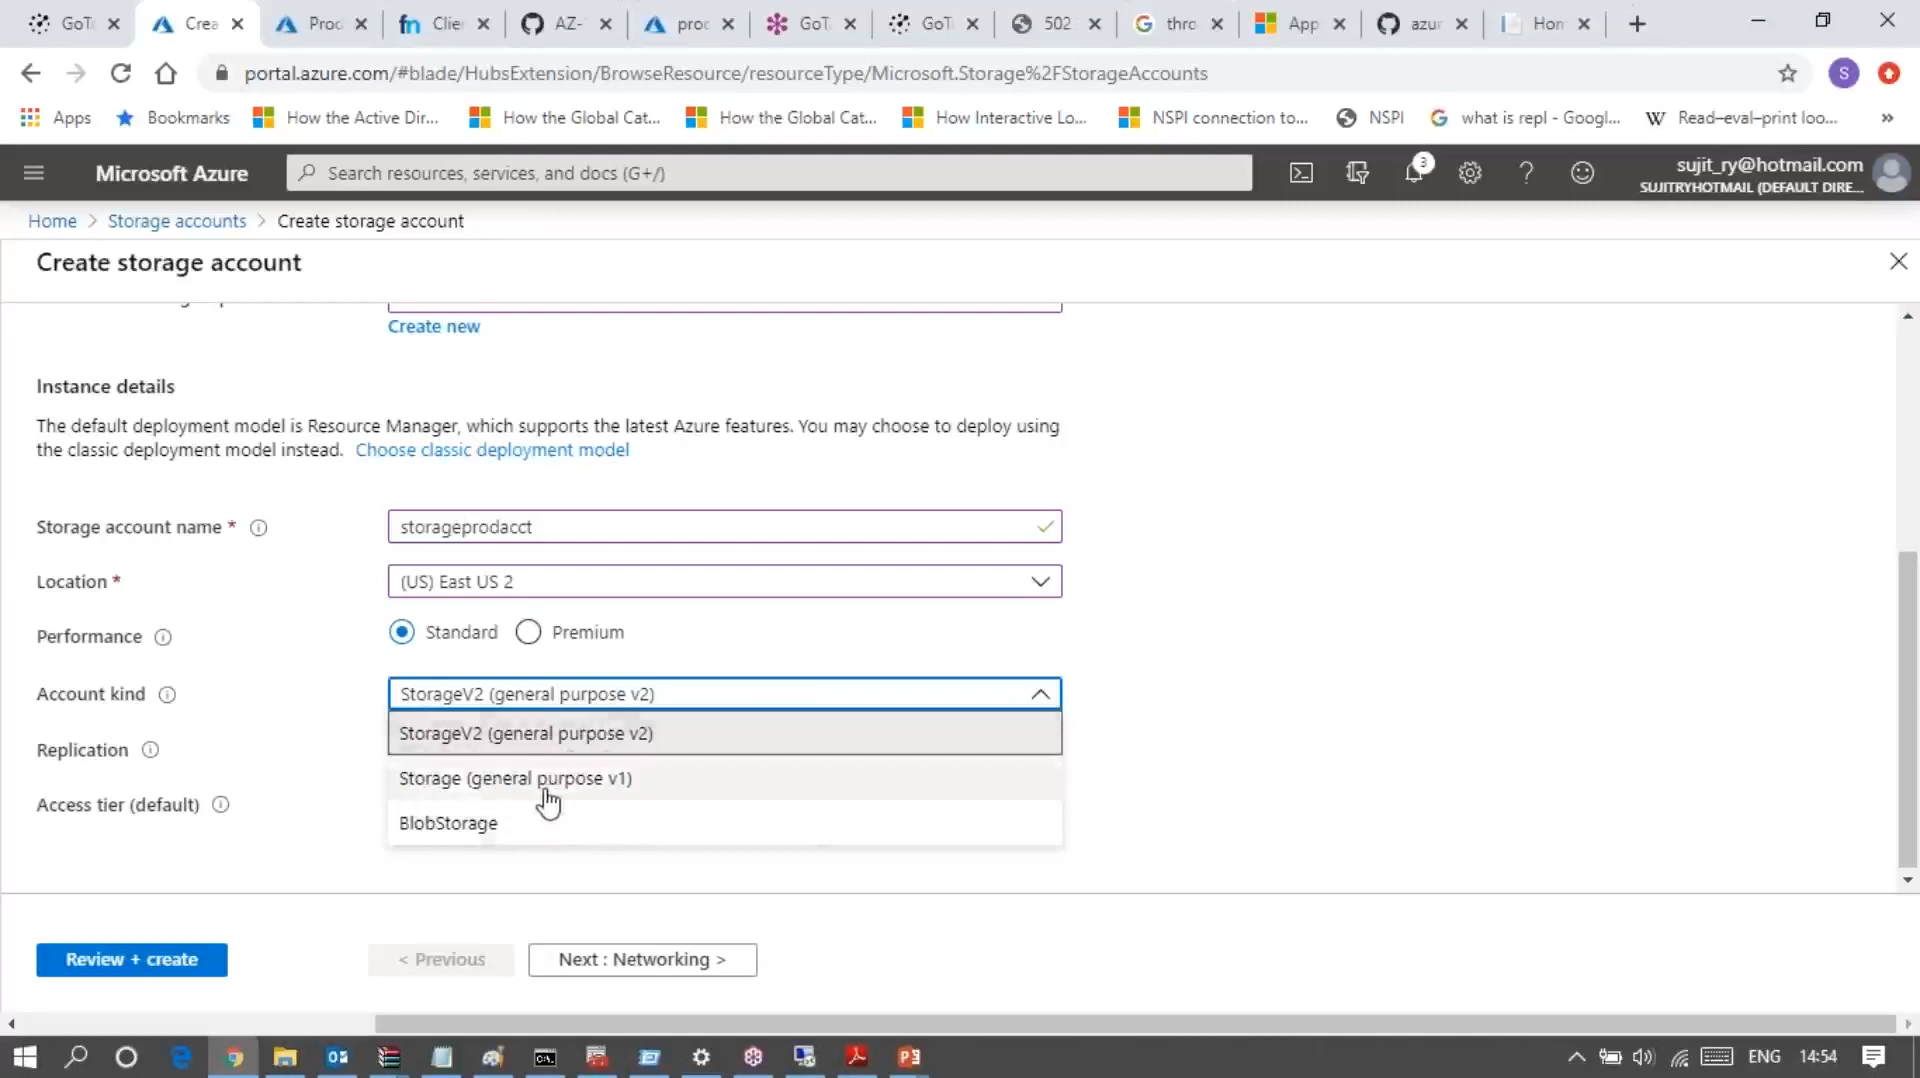 GoT
Crea
Prod
fn Clie
AZ-
proc
GoT
GoT
502
thro
App
azur
Hon
portal.azure.com/#blade/HubsExtension/BrowseResource/resourceType/Microsoft.Storage%2FStorageAccounts
S
Apps
Bookmarks
How the Active Dir...
How the Global Cat...
How the Global Cat...
How Interactive Lo...
NSPI connection to...
NSPI
what is repl - Googl...
W Read–eval–print loo...
»
Microsoft Azure
Search resources, services, and docs (G+/)
3
sujit_ry@hotmail.com
SUJITRYHOTMAIL (DEFAULT DIRE...
Home > Storage accounts > Create storage account
Create storage account
Create new
Instance details
The default deployment model is Resource Manager, which supports the latest Azure features. You may choose to deploy using
the classic deployment model instead. Choose classic deployment model
Storage account name *
storageprodacct
Location *
(US) East US 2
Performance
Standard
Premium
Account kind
StorageV2 (general purpose v2)
StorageV2 (general purpose v2)
Replication
Storage (general purpose v1)
Access tier (default)
BlobStorage
Review + create
< Previous
Next : Networking >
ENG
14:54